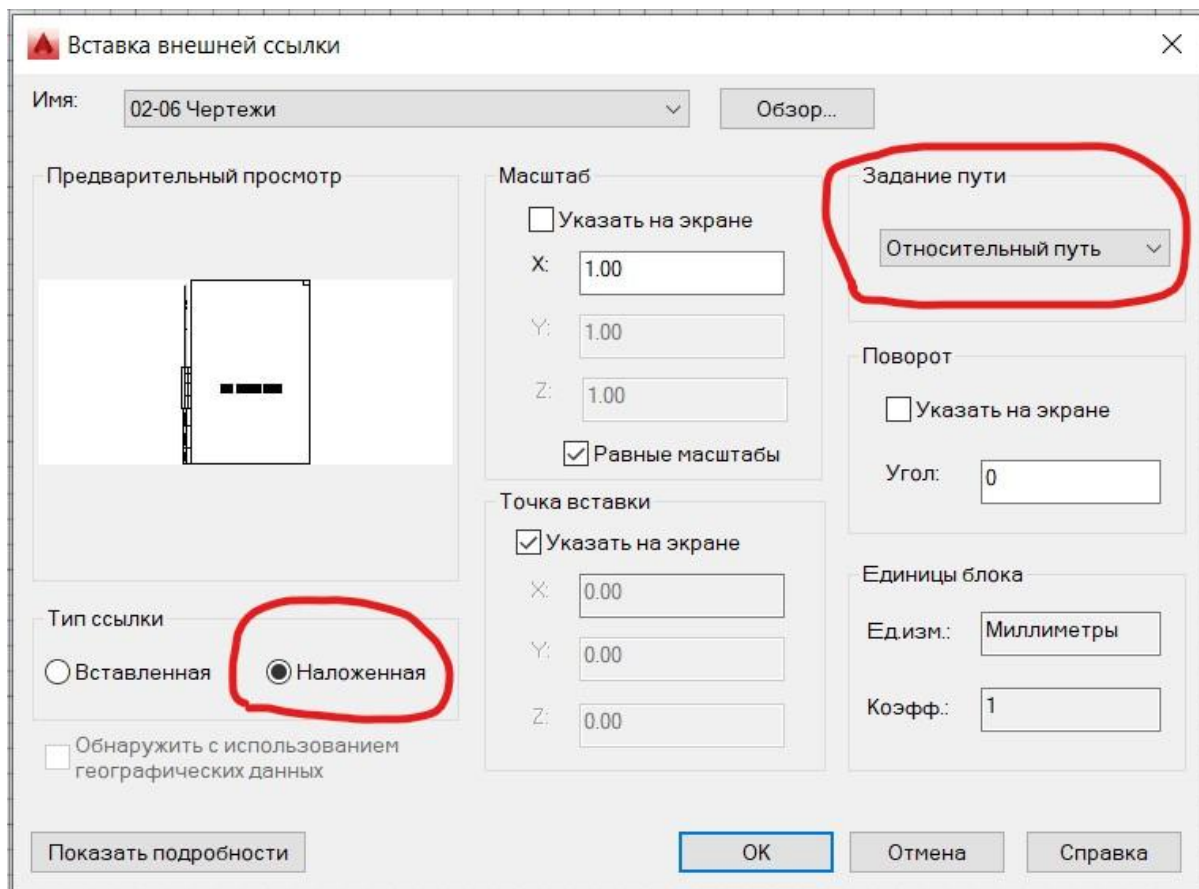 Вставка внешней ссылки
Имя:
02-06 Чертежи
Обзор...
Предварительный просмотр
Масштаб
Указать на экране
X: 1.00
Y: 1.00
Z: 1.00
Равные масштабы
Задание пути
Относительный путь
Поворот
Указать на экране
Угол: 0
Точка вставки
Указать на экране
X: 0.00
Y: 0.00
Z: 0.00
Единицы блока
Ед.изм.: Миллиметры
Коэфф.: 1
Тип ссылки
Вставленная
Наложенная
Обнаружить с использованием
географических данных
Показать подробности
OK
Отмена
Справка